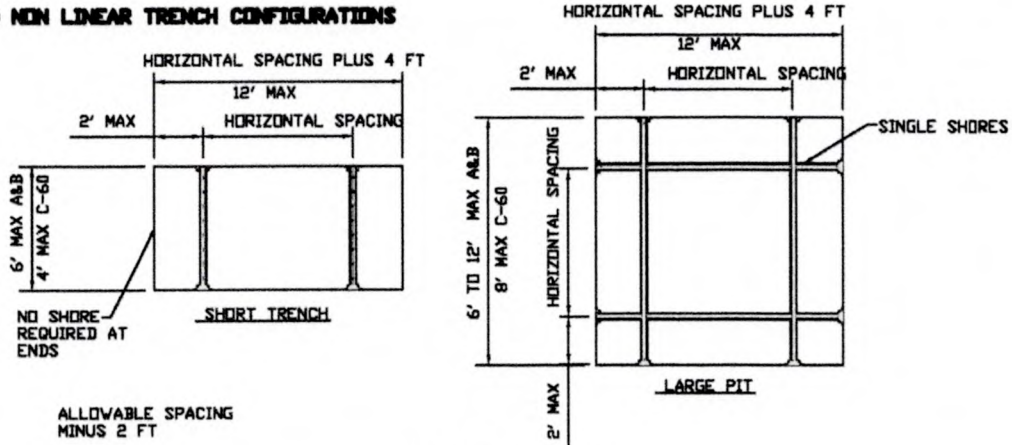 NON LINEAR TRENCH CONFIGURATIONS
HORIZONTAL SPACING PLUS 4 FT
12' MAX
2' MAX
HORIZONTAL SPACING
6' MAX A&B
4' MAX C-60
NO SHORE
REQUIRED AT
ENDS
SHORT TRENCH
ALLOWABLE SPACING
MINUS 2 FT
HORIZONTAL SPACING PLUS 4 FT
12' MAX
2' MAX
HORIZONTAL SPACING
SINGLE SHORES
6' TO 12' MAX A&B
8' MAX C-60
HORIZONTAL SPACING
2' MAX
LARGE PIT